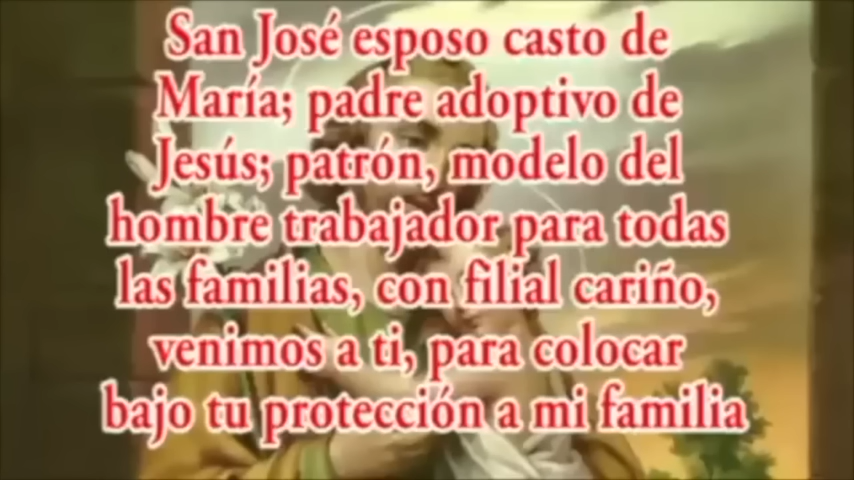 San José esposo casto de
María; padre adoptivo de
Jesús; patrón, modelo del
hombre trabajador para todas
las familias, con filial cariño,
venimos a ti, para colocar
bajo tu protección a mi familia